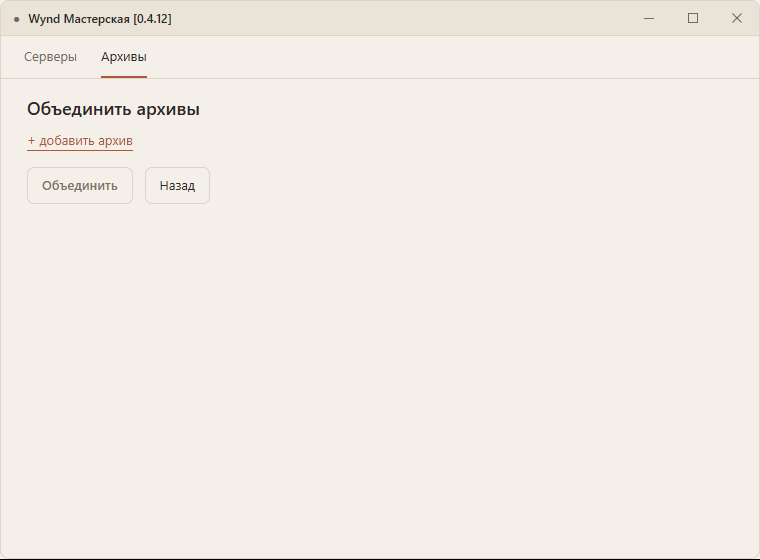 Wynd Мастерская [0.4.12]
Серверы Архивы
Объединить архивы
+ добавить архив
Объединить Назад